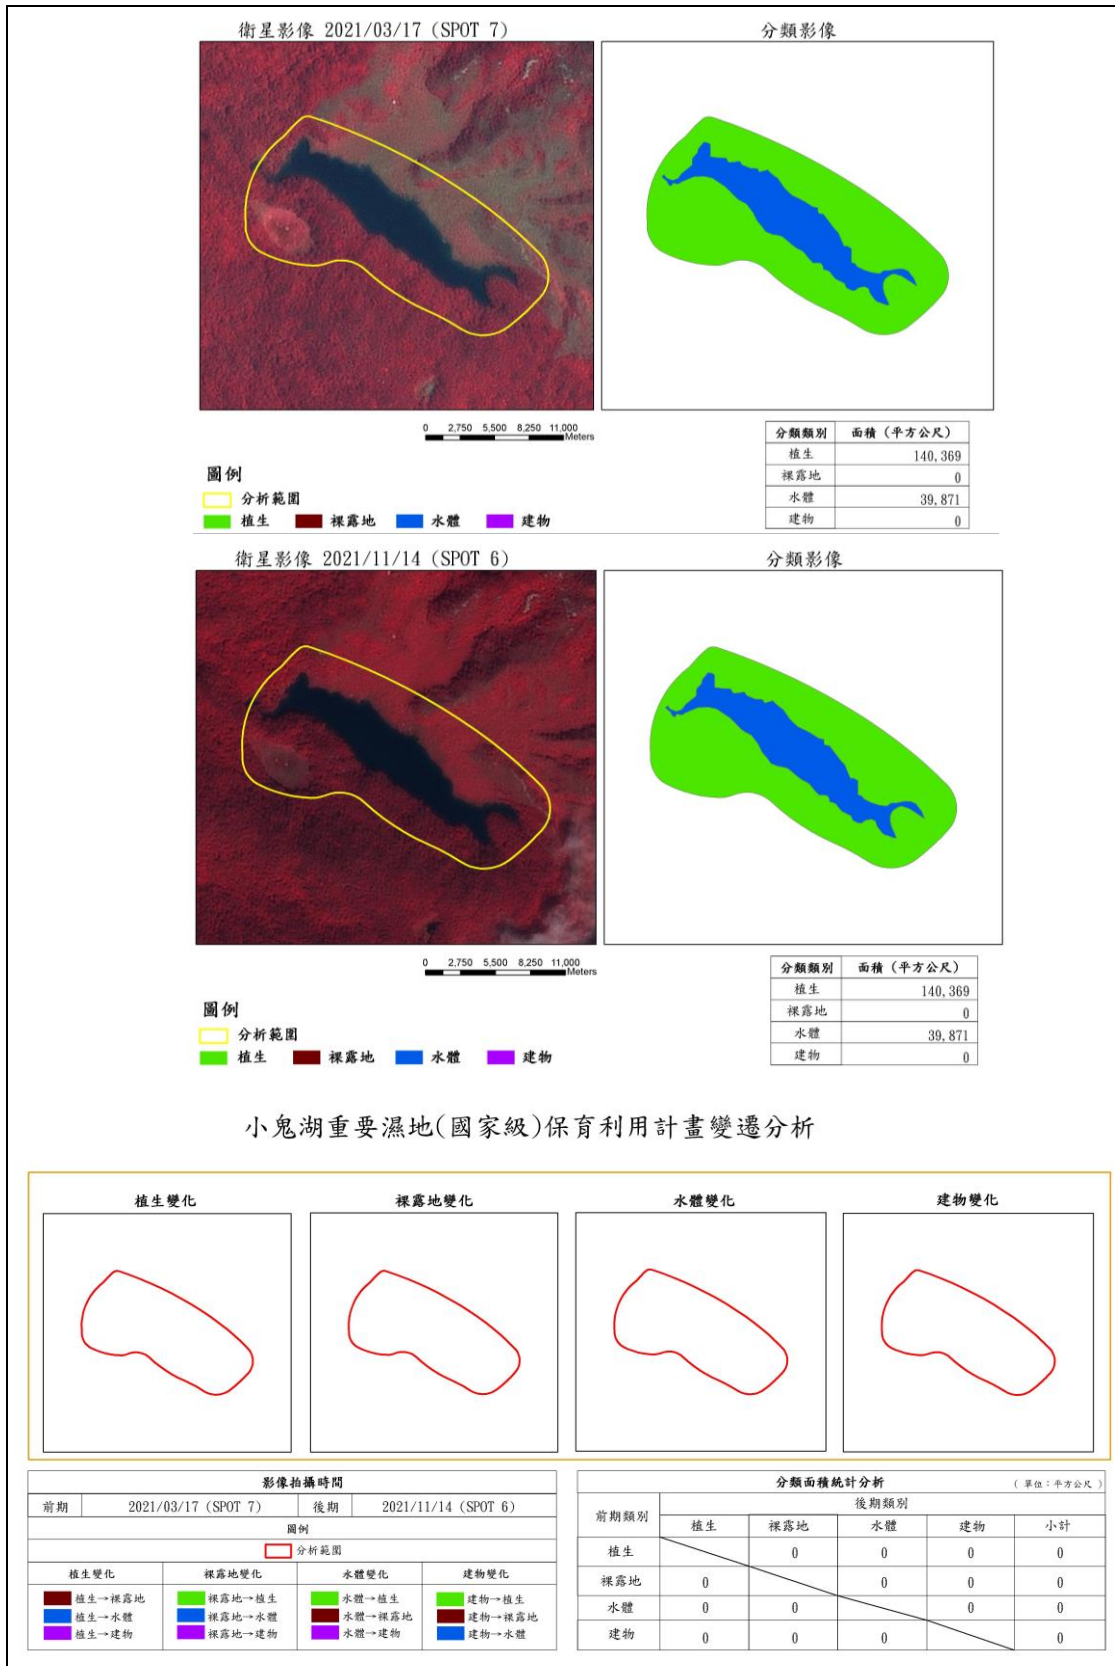 衛星影像 2021/03/17 (SPOT 7)
分類影像
0 2,750 5,500 8,250 11,000
Meters
分類類別 面積（平方公尺）
植生 140,369
裸露地 0
水體 39,871
建物 0
圖例
分析範圍
植生 裸露地 水體 建物
衛星影像 2021/11/14 (SPOT 6)
分類影像
0 2,750 5,500 8,250 11,000
Meters
分類類別 面積（平方公尺）
植生 140,369
裸露地 0
水體 39,871
建物 0
圖例
分析範圍
植生 裸露地 水體 建物
小鬼湖重要濕地(國家級)保育利用計畫變遷分析
植生變化 裸露地變化 水體變化 建物變化
影像拍攝時間
前期 2021/03/17 (SPOT 7) 後期 2021/11/14 (SPOT 6)
圖例
分析範圍
植生變化 裸露地變化 水體變化 建物變化
植生→裸露地 裸露地→植生 水體→植生 建物→植生
植生→水體 裸露地→水體 水體→裸露地 建物→裸露地
植生→建物 裸露地→建物 水體→建物 建物→水體
分類面積統計分析 （單位：平方公尺）
前期類別 後期類別
植生 裸露地 水體 建物 小計
植生 0 0 0 0
裸露地 0 0 0 0
水體 0 0 0 0
建物 0 0 0 0